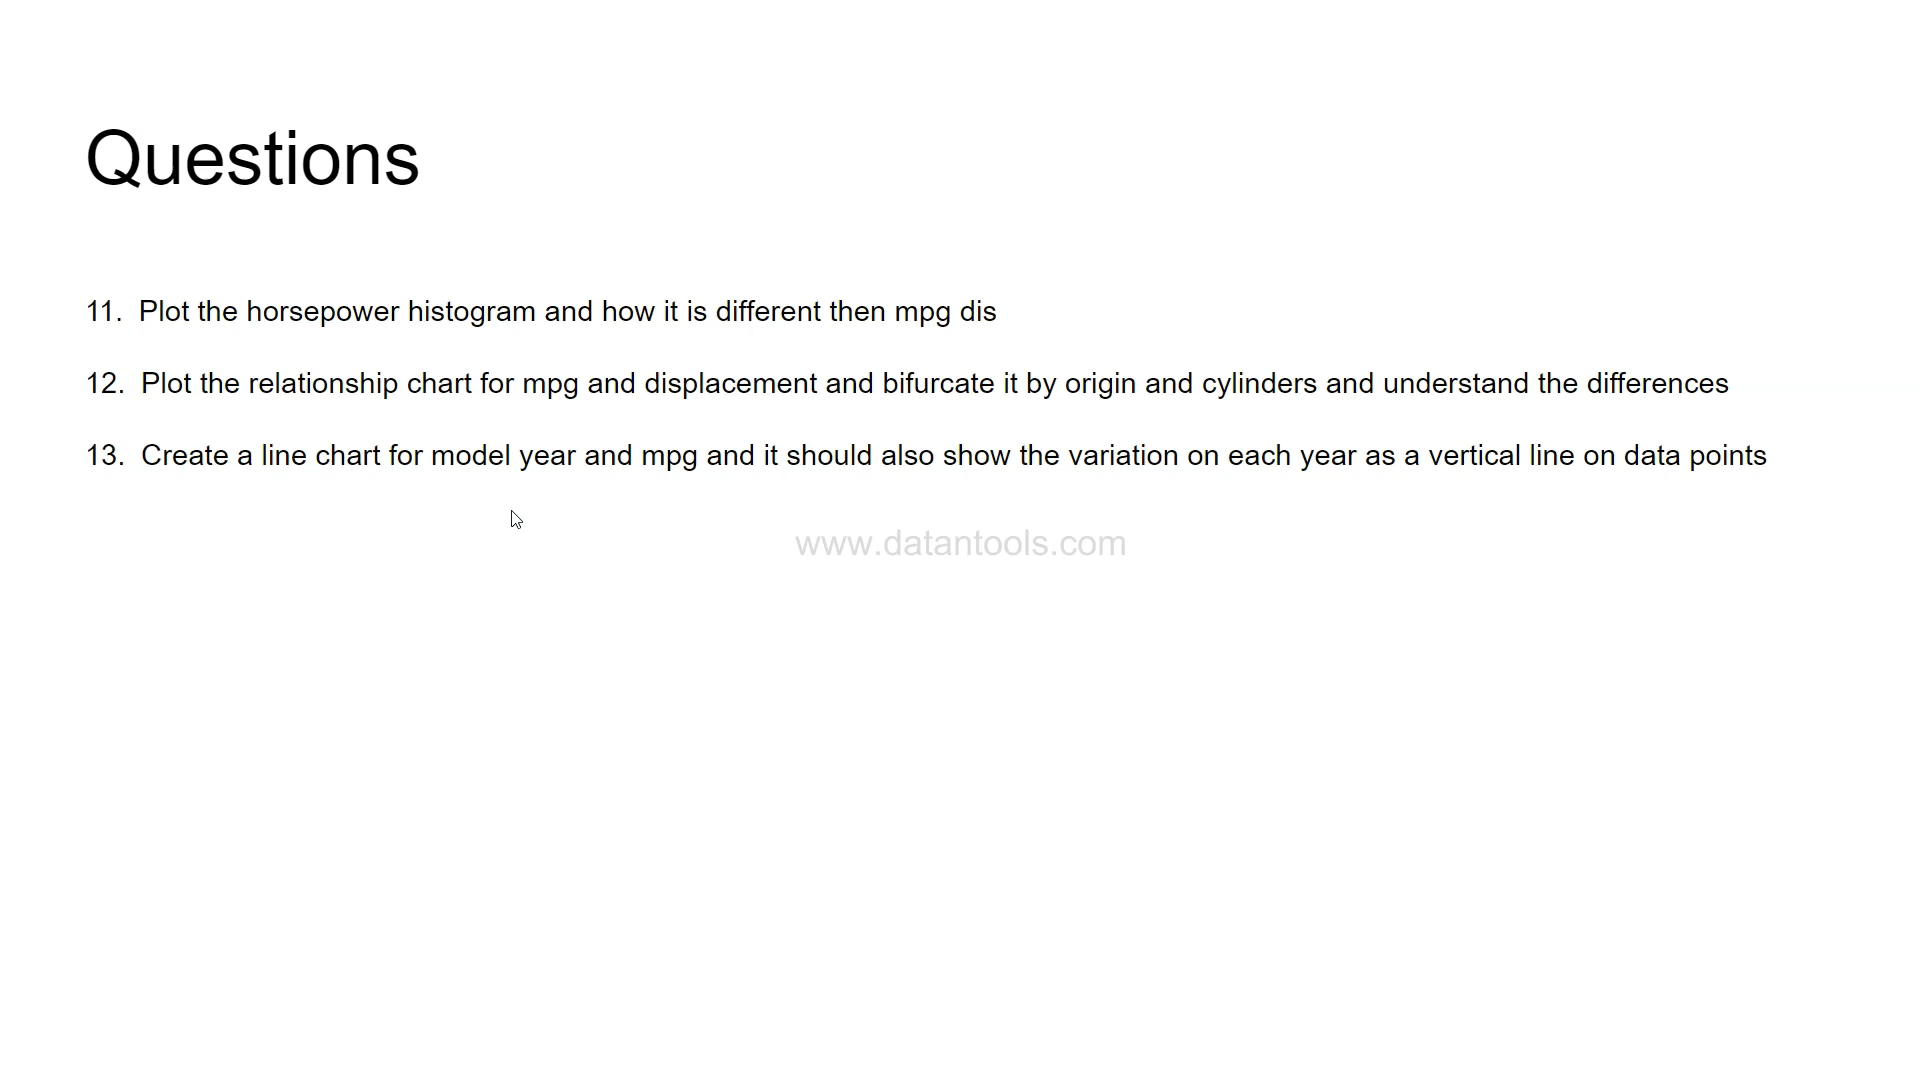 Questions
11. Plot the horsepower histogram and how it is different then mpg dis
12. Plot the relationship chart for mpg and displacement and bifurcate it by origin and cylinders and understand the differences
13. Create a line chart for model year and mpg and it should also show the variation on each year as a vertical line on data points
www.datantools.com